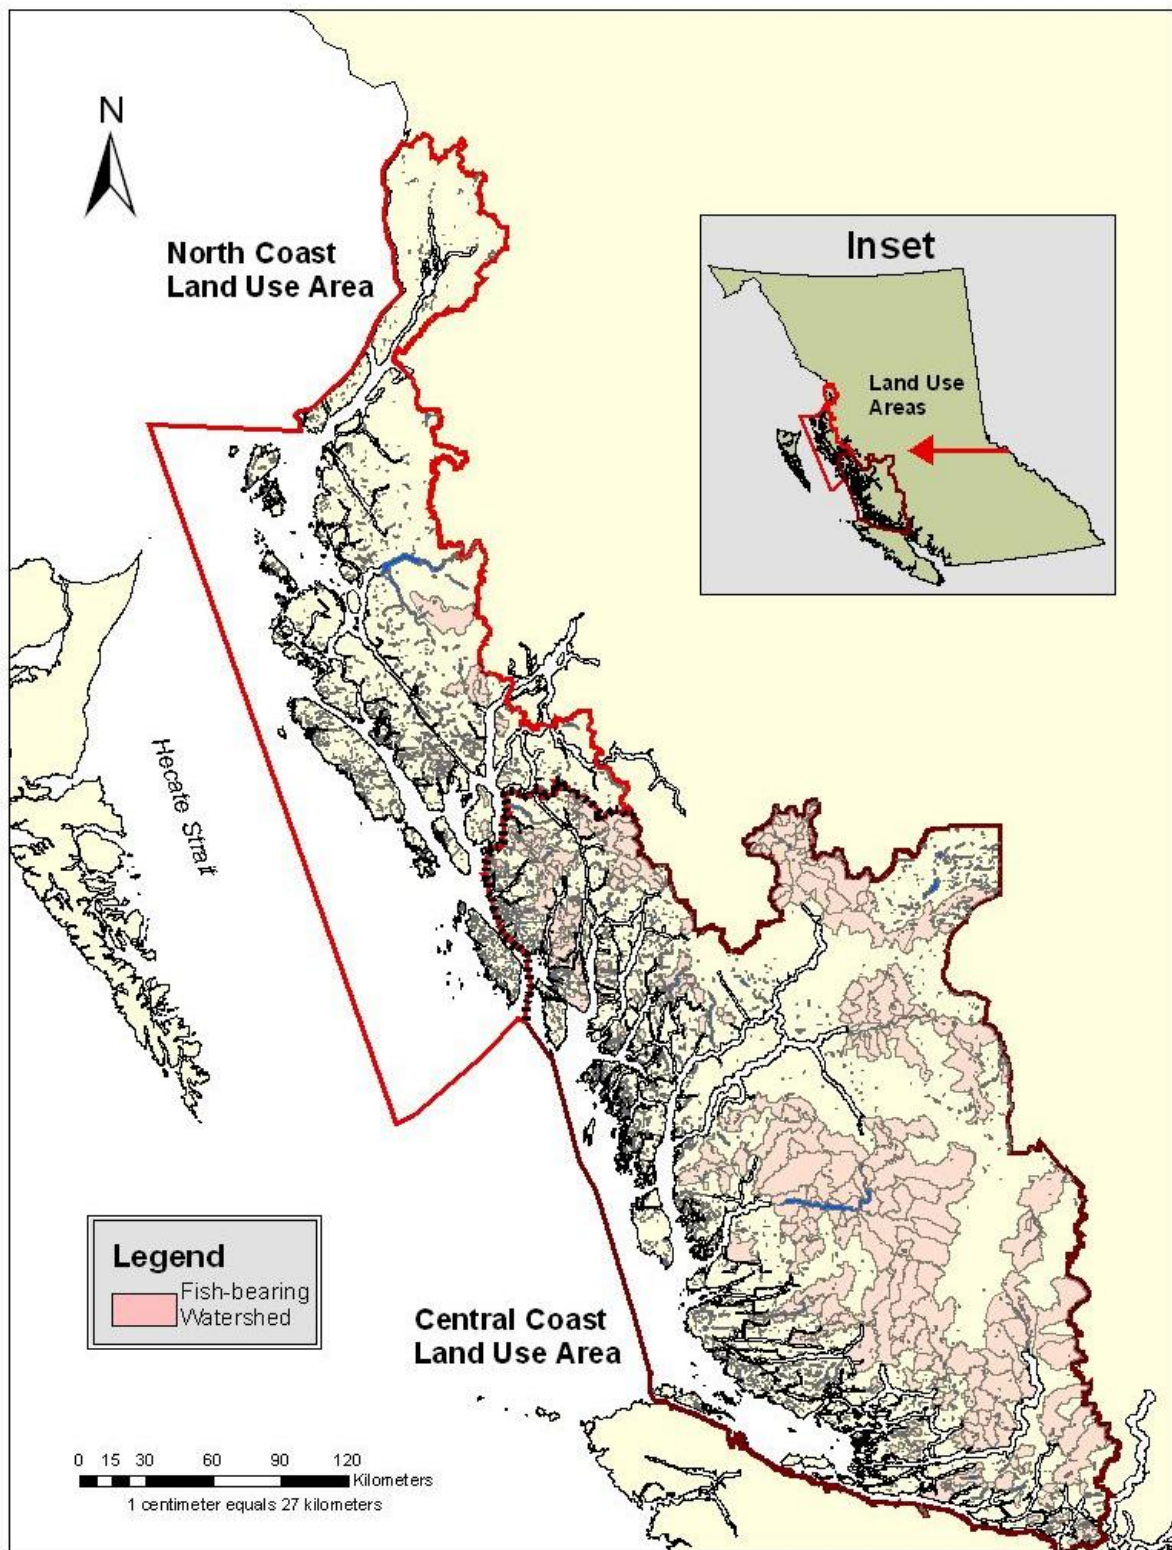 N
North Coast
Land Use Area
Inset
Land Use
Areas
Hecate Strait
Legend
Fish-bearing
Watershed
Central Coast
Land Use Area
0 15 30 60 90 120
Kilometers
1 centimeter equals 27 kilometers